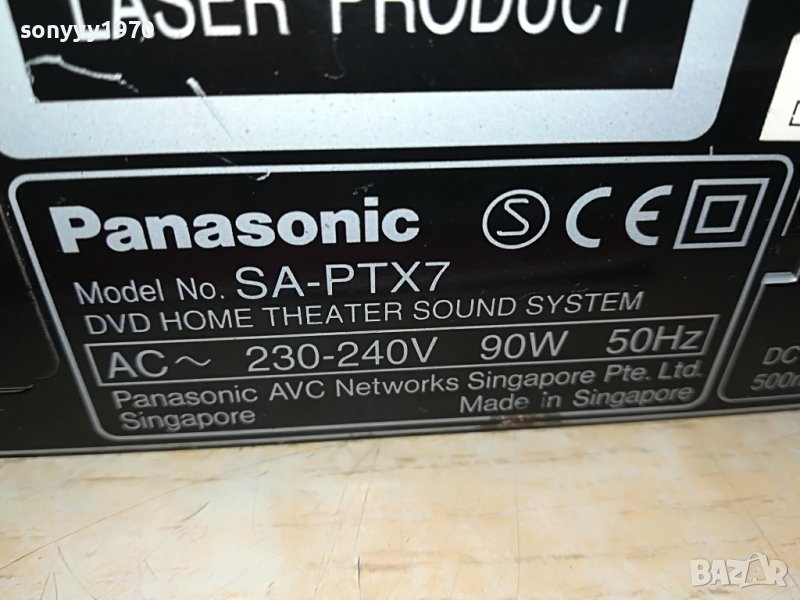 sonyyy1970
LASER PRODUCT
Panasonic S CE
Model No. SA-PTX7
DVD HOME THEATER SOUND SYSTEM
AC ~ 230-240V 90W 50Hz
Panasonic AVC Networks Singapore Pte. Ltd.
Singapore Made in Singapore
DC
BAZAR